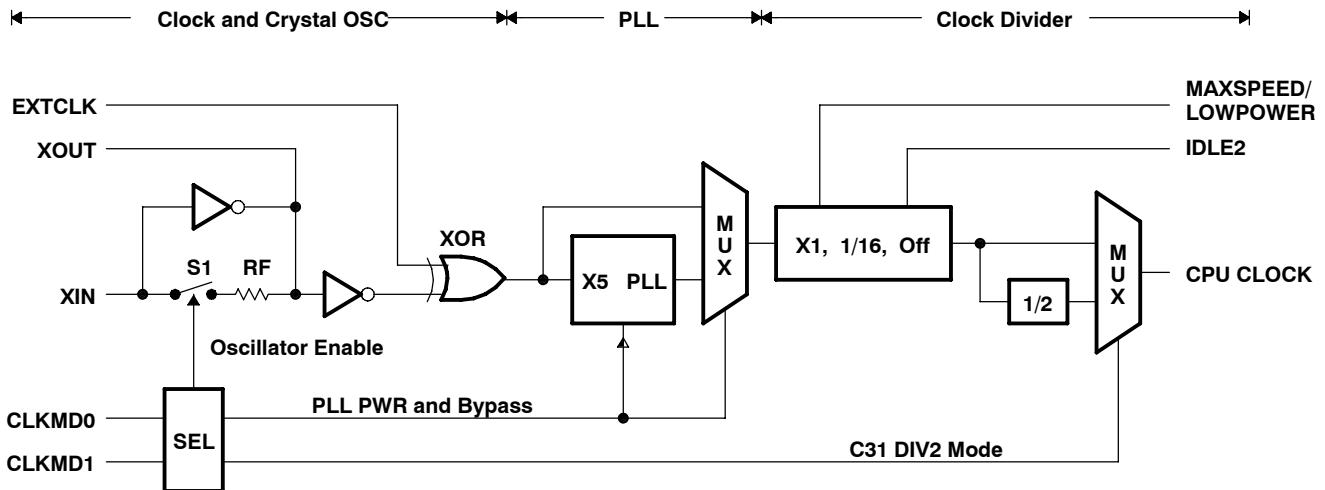 Clock and Crystal OSC
PLL
Clock Divider
EXTCLK
MAXSPEED/
LOWPOWER
XOUT
IDLE2
S1
RF
XOR
XIN
X5 PLL
MUX
X1, 1/16, Off
1/2
MUX
CPU CLOCK
Oscillator Enable
CLKMD0
CLKMD1
SEL
PLL PWR and Bypass
C31 DIV2 Mode